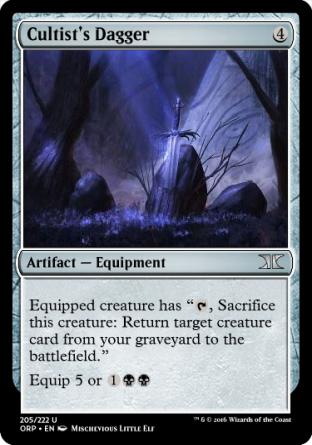 Cultist's Dagger 4
Artifact — Equipment
Equipped creature has “T, Sacrifice
this creature: Return target creature
card from your graveyard to the
battlefield.”
Equip 5 or 1BB
205/222 U
ORP • EN Mischevious Little Elf
™ & © 2016 Wizards of the Coast